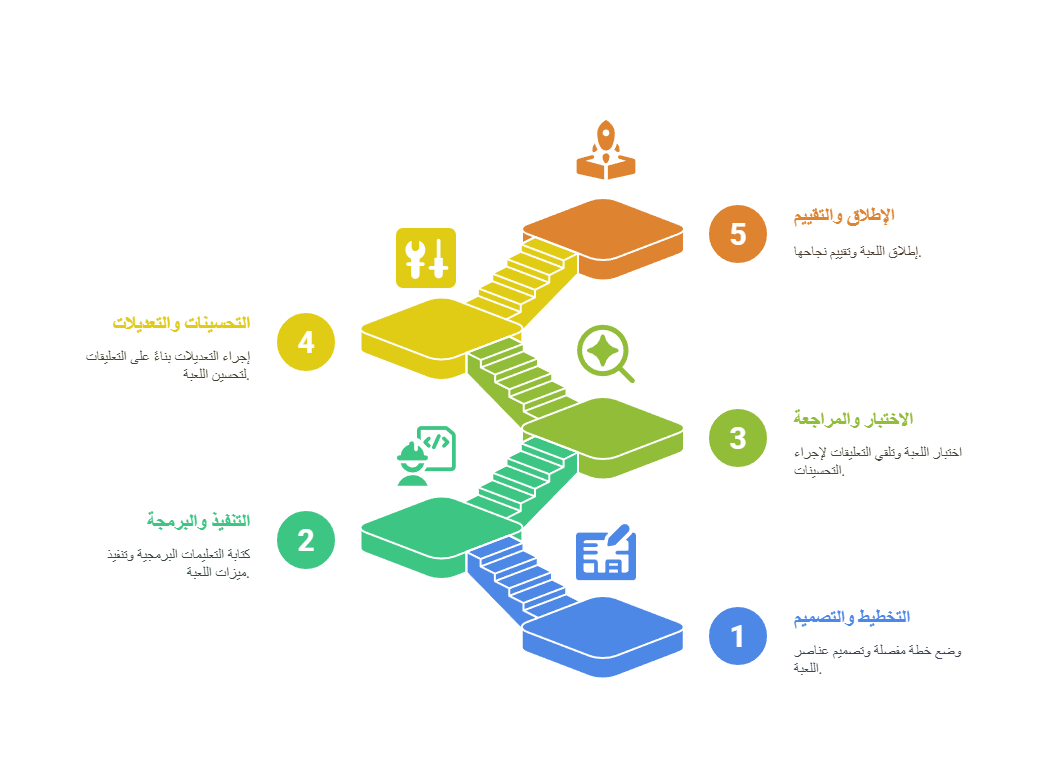 5
الإطلاق والتقييم
إطلاق اللعبة وتقييم نجاحها.
4
التحسينات والتعديلات
إجراء التعديلات بناءً على التعليقات
لتحسين اللعبة.
3
الاختبار والمراجعة
اختبار اللعبة وتلقي التعليقات لإجراء
التحسينات.
2
التنفيذ والبرمجة
كتابة التعليمات البرمجية وتنفيذ
ميزات اللعبة.
1
التخطيط والتصميم
وضع خطة مفصلة وتصميم عناصر
اللعبة.